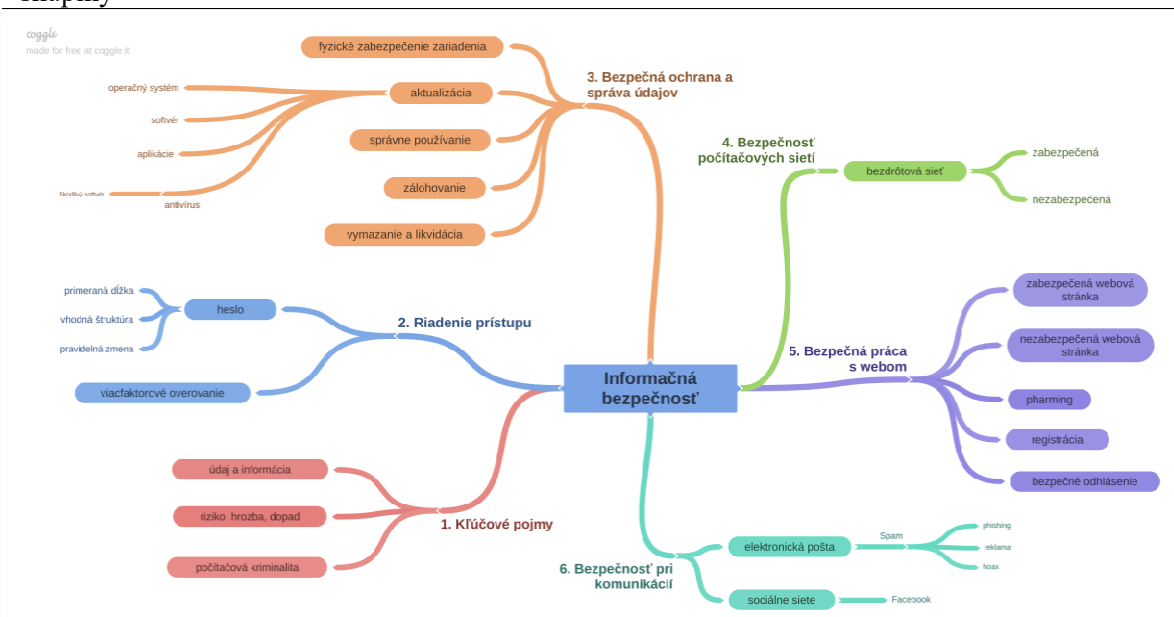 coggle
made for free at coggle.it
fyzické zabezpečenie zariadenia
3. Bezpečná ochrana a
správa údajov
operačný systém
aktualizácia
softvér
aplikácie
správne používanie
škodlivý softvér
antivírus
zálohovanie
vymazanie a likvidácia
4. Bezpečnosť
počítačových sietí
bezdrôtová sieť
zabezpečená
nezabezpečená
primeraná dĺžka
vhodná štruktúra
pravidelná zmena
heslo
2. Riadenie prístupu
viacfaktorové overovanie
Informačná
bezpečnosť
5. Bezpečná práca
s webom
zabezpečená webová
stránka
nezabezpečená webová
stránka
pharming
registrácia
bezpečné odhlásenie
údaj a informácia
riziko hrozba, dopad
počítačová kriminalita
1. Kľúčové pojmy
6. Bezpečnosť pri
komunikácií
elektronická pošta
Spam
phishing
reklama
hoax
sociálne siete
Facebook